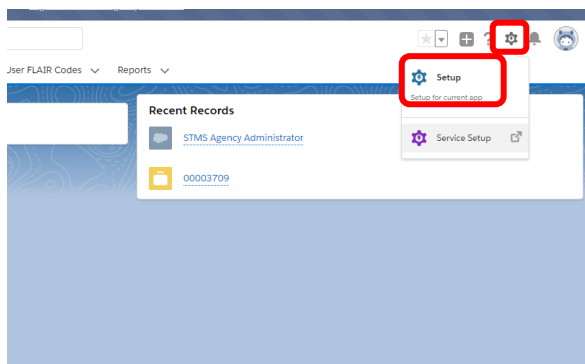 ?
User FLAIR Codes
Reports
Setup
Setup for current app
Recent Records
STMS Agency Administrator
Service Setup
00003709